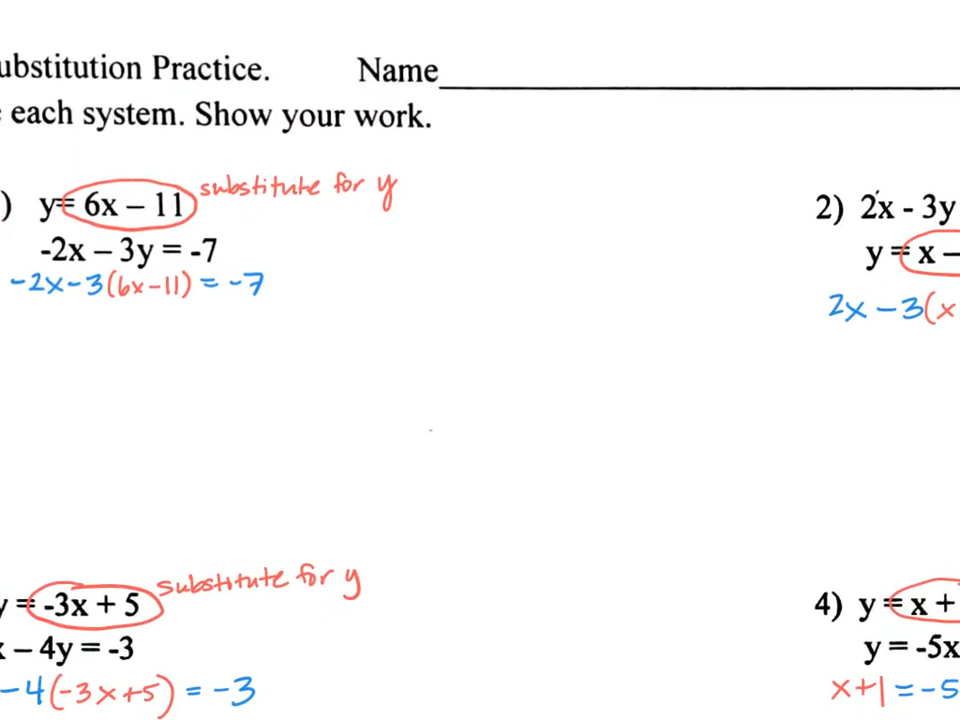 ubstitution Practice. Name
each system. Show your work.
) y= 6x – 11 substitute for y
-2x – 3y = -7
-2x-3(6x-11) = -7
2) 2x - 3y
y = x –
2x - 3(x
y = -3x + 5 substitute for y
x – 4y = -3
-4(-3x+5) = -3
4) y = x +
y = -5x
x+1 = -5